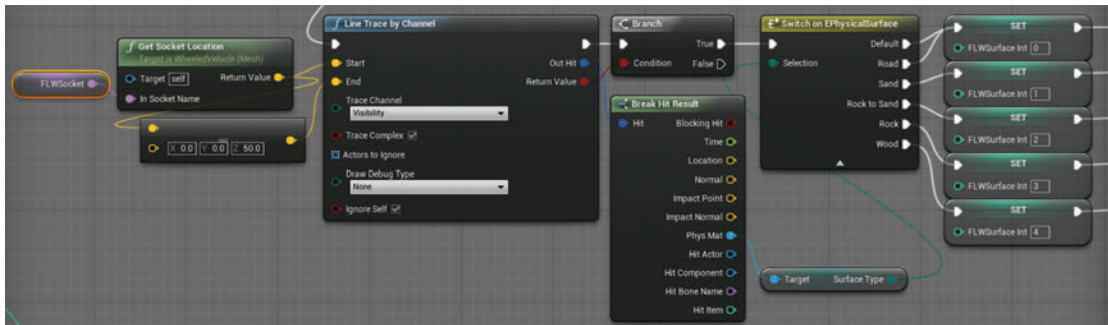 FLWSocket
f Get Socket Location
Target is WheeledVehicle (Mesh)
Target self
Return Value
In Socket Name
X 0.0 Y 0.0 Z 50.0
f Line Trace by Channel
Start
Out Hit
End
Return Value
Trace Channel
Visibility
Trace Complex
Actors to Ignore
Draw Debug Type
None
Ignore Self
Branch
True
Condition
False
Break Hit Result
Hit
Blocking Hit
Time
Location
Normal
Impact Point
Impact Normal
Phys Mat
Hit Actor
Hit Component
Hit Bone Name
Hit Item
Switch on EPhysicalSurface
Default
Selection
Road
Sand
Rock to Sand
Rock
Wood
Target
Surface Type
SET
FLWSurface Int 0
SET
FLWSurface Int 1
SET
FLWSurface Int 2
SET
FLWSurface Int 3
SET
FLWSurface Int 4